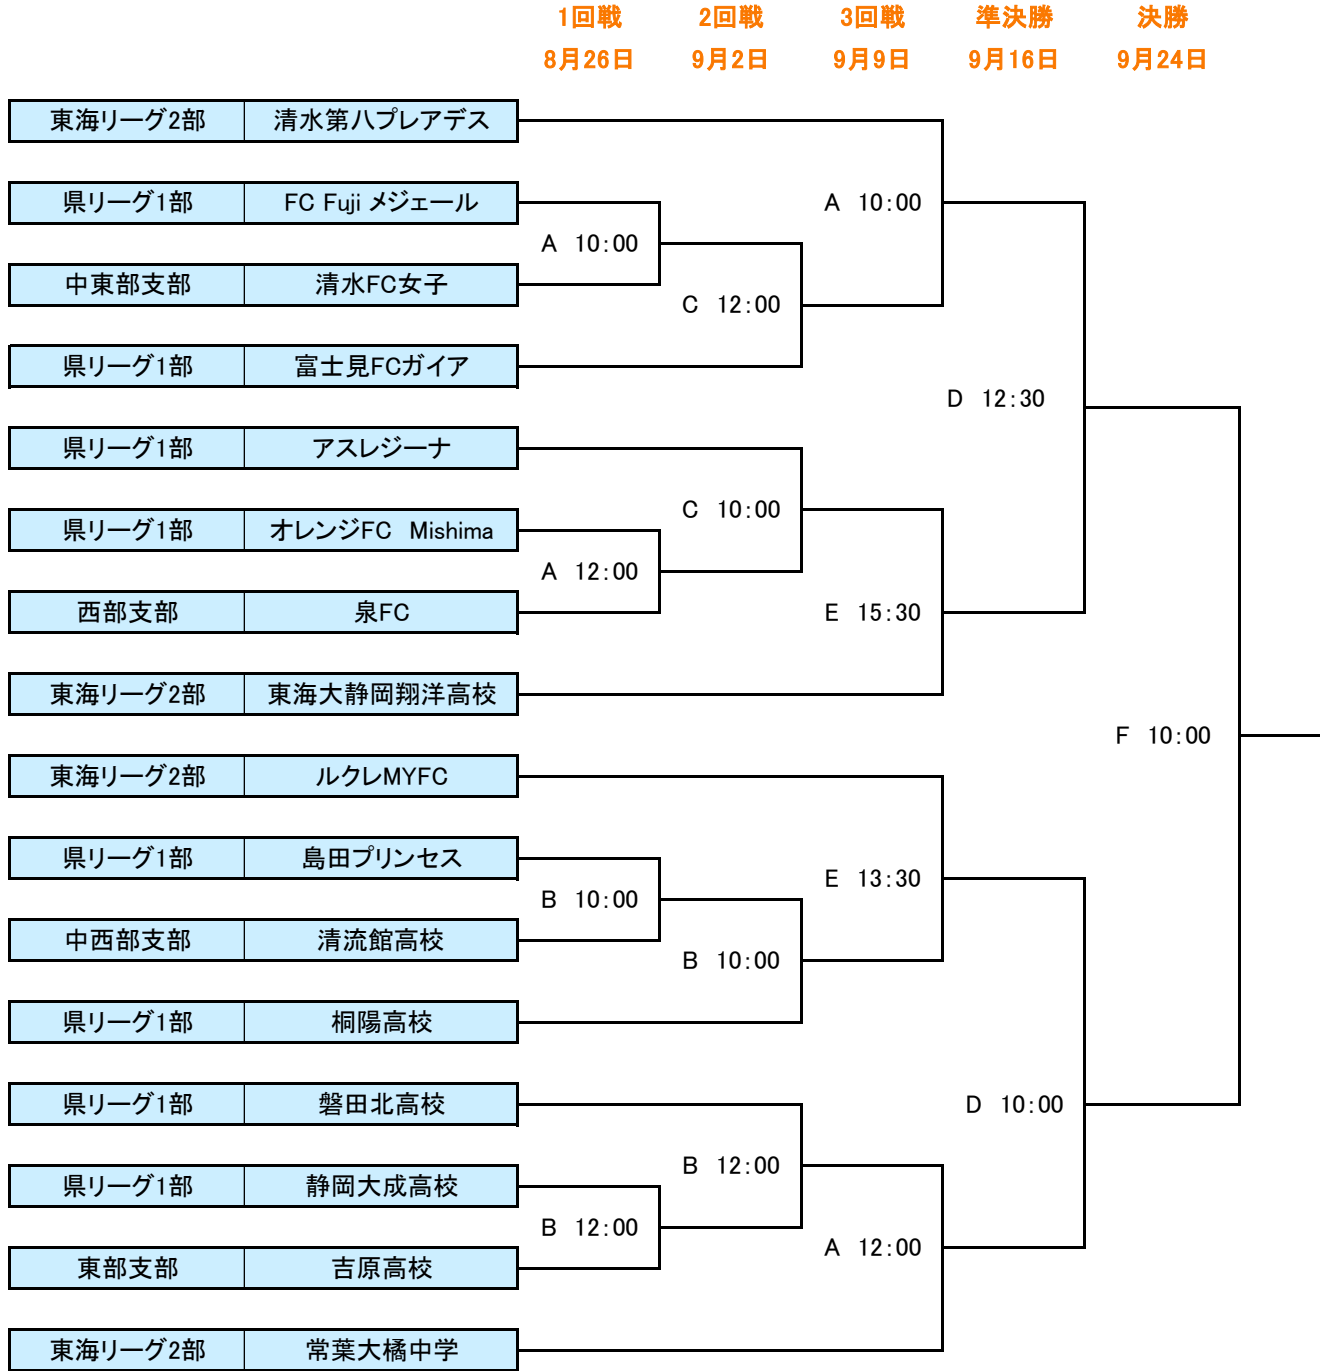 1回戦 2回戦 3回戦 準決勝 決勝
8月26日 9月2日 9月9日 9月16日 9月24日
東海リーグ2部 清水第八プレアデス
県リーグ1部 FC Fuji メジェール A 10:00
A 10:00
中東部支部 清水FC女子
C 12:00
県リーグ1部 富士見FCガイア
D 12:30
県リーグ1部 アスレジーナ
C 10:00
県リーグ1部 オレンジFC Mishima
A 12:00
西部支部 泉FC E 15:30
東海リーグ2部 東海大静岡翔洋高校
F 10:00
東海リーグ2部 ルクレMYFC
県リーグ1部 島田プリンセス
E 13:30
B 10:00
中西部支部 清流館高校
B 10:00
県リーグ1部 桐陽高校
県リーグ1部 磐田北高校 D 10:00
B 12:00
県リーグ1部 静岡大成高校
B 12:00
A 12:00
東部支部 吉原高校
東海リーグ2部 常葉大橘中学